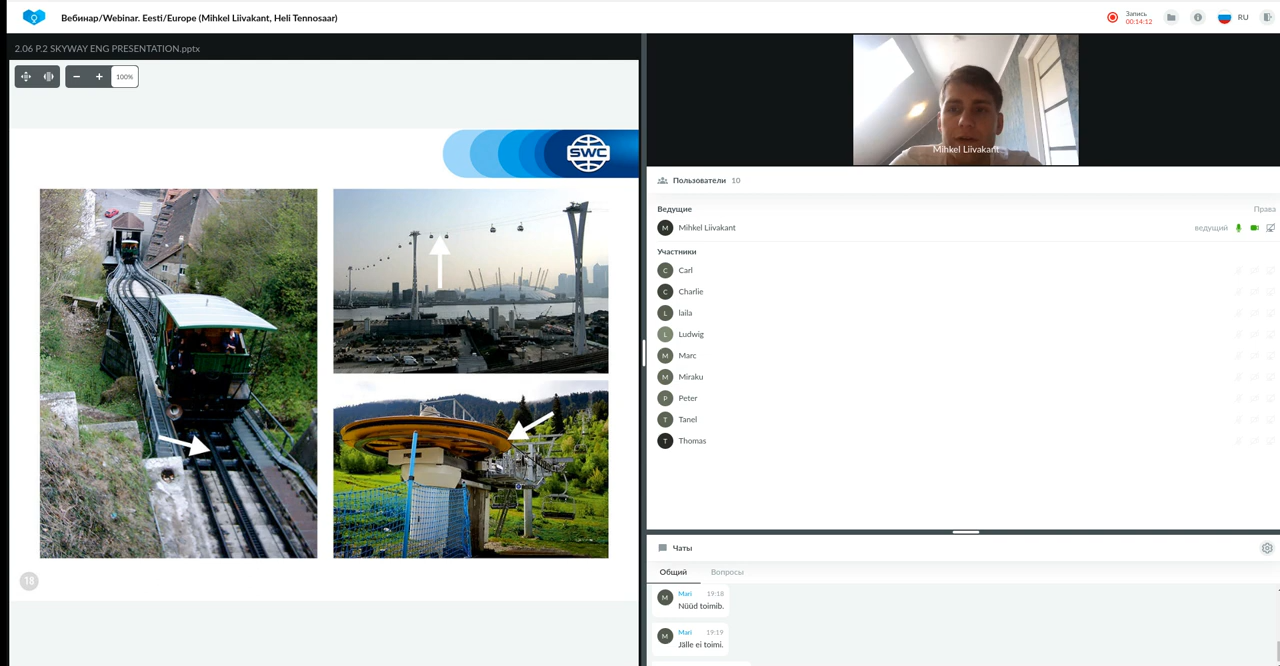 Вебинар/Webinar. Eesti/Europe (Mihkel Liivakant, Heli Tennosaar)
Запись
00:14:12
RU
2.06 P.2 SKYWAY ENG PRESENTATION.pptx
100%
SWC
18
Mihkel Liivakant
Пользователи 10
Ведущие Права
M Mihkel Liivakant ведущий
Участники
C Carl
C Charlie
L laila
L Ludwig
M Marc
M Miraku
P Peter
T Tanel
T Thomas
Чаты
Общий Вопросы
M Mari 19:18
Nüüd toimib.
M Mari 19:19
Jälle ei toimi.